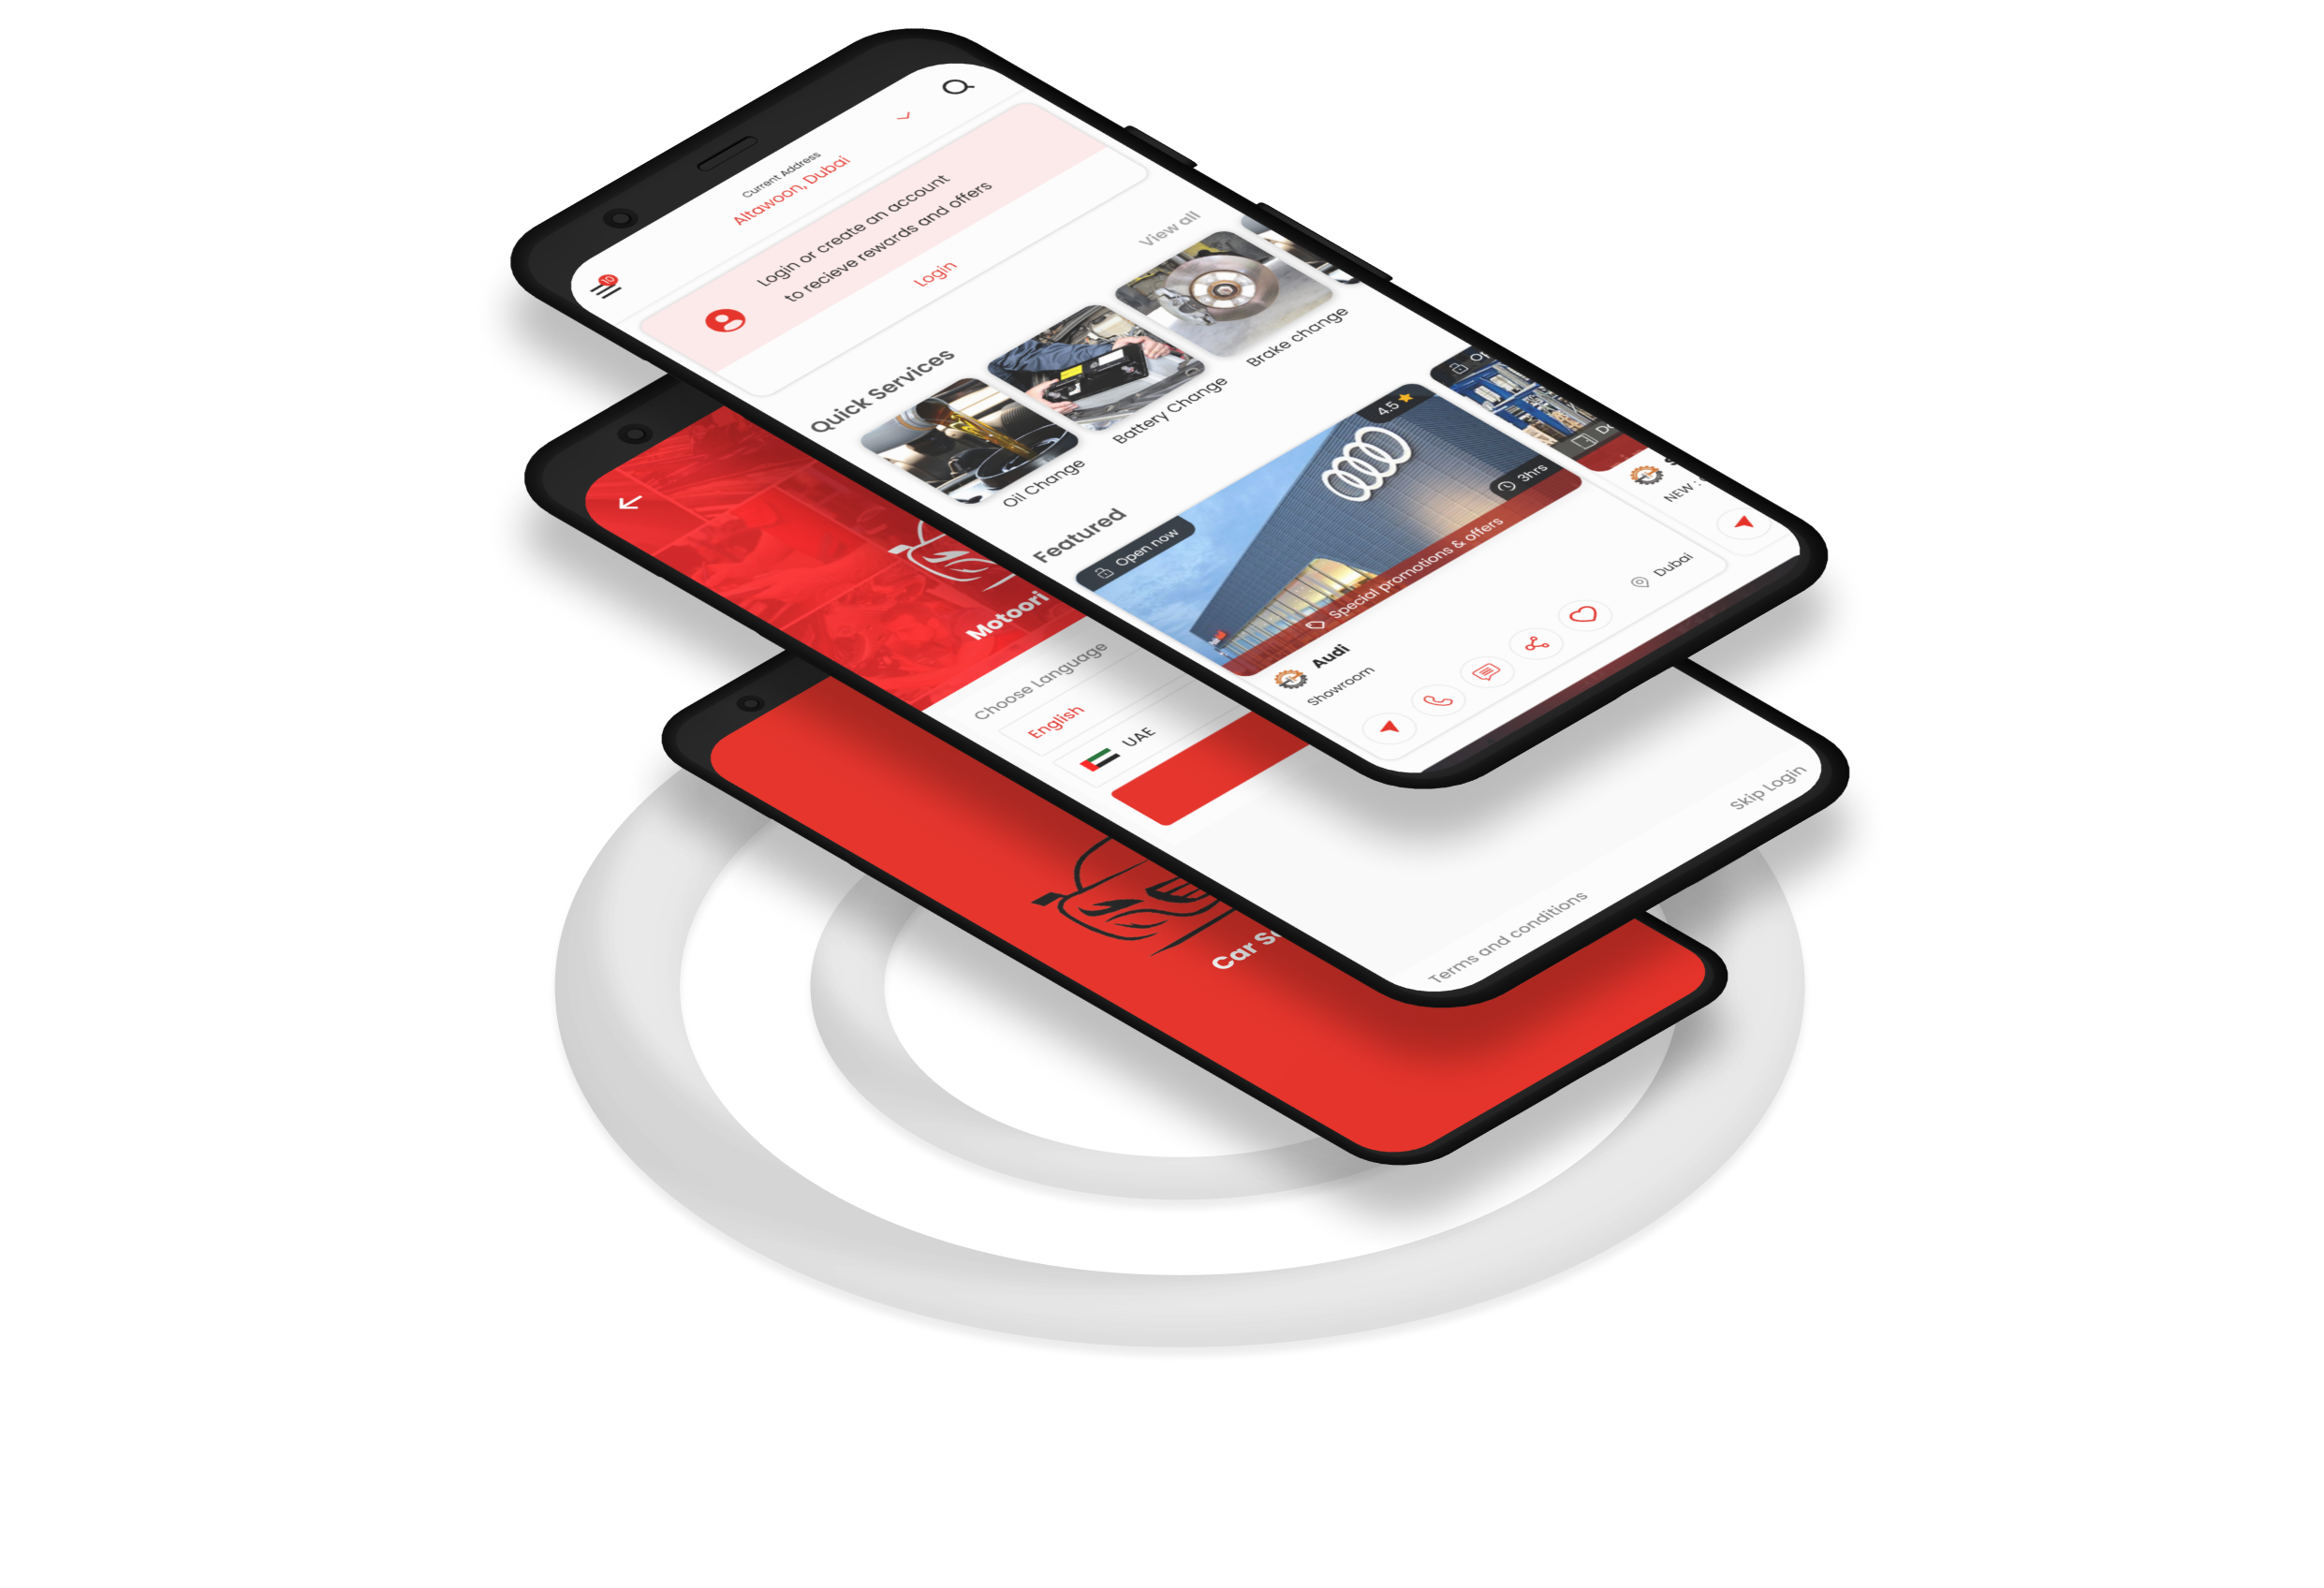 10
Current Address
Altawoon, Dubai
Login or create an account
to recieve rewards and offers
Login
Quick Services
View all
Oil Change
Battery Change
Brake change
Featured
Open now
4.5
3hrs
Special promotions & offers
Audi
Showroom
Dubai
NEW :
Motoori
Choose Language
English
UAE
Terms and conditions
Skip Login
Car